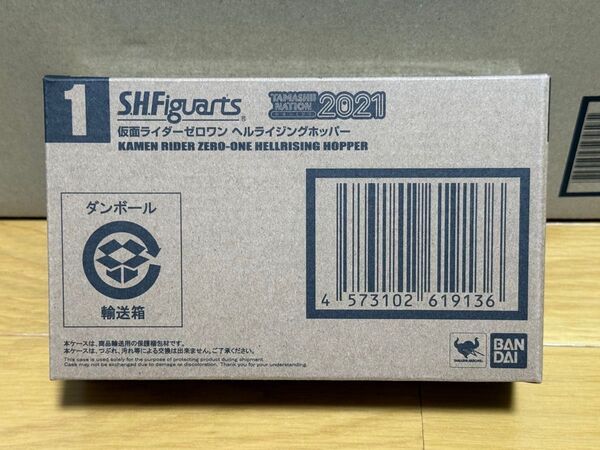 1
S.H.Figuarts®
TAMASHII NATION 2021
仮面ライダーゼロワン ヘルライジングホッパー
KAMEN RIDER ZERO-ONE HELLRISING HOPPER
ダンボール
輸送箱
4 573102 619136
本ケースは、商品輸送用の保護梱包材です。
本ケースは、つぶれ、汚れ等による交換は出来ません。ご了承ください。
This case is used solely for the purpose of protecting product during shipment.
Case may not be exchanged due to damage or discoloration. Thank you for your understanding.
BAN
DAI